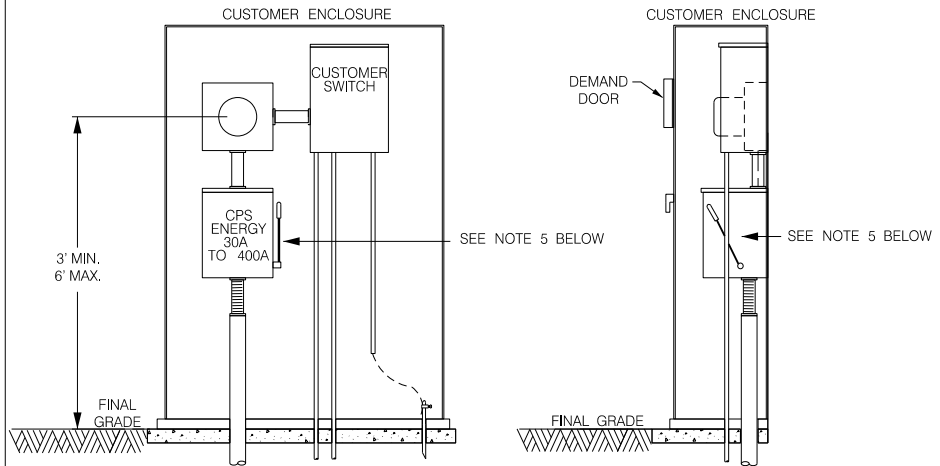 CUSTOMER ENCLOSURE
CUSTOMER
SWITCH
CPS
ENERGY
30A
TO 400A
SEE NOTE 5 BELOW
3' MIN.
6' MAX.
FINAL
GRADE
CUSTOMER ENCLOSURE
DEMAND
DOOR
SEE NOTE 5 BELOW
FINAL GRADE